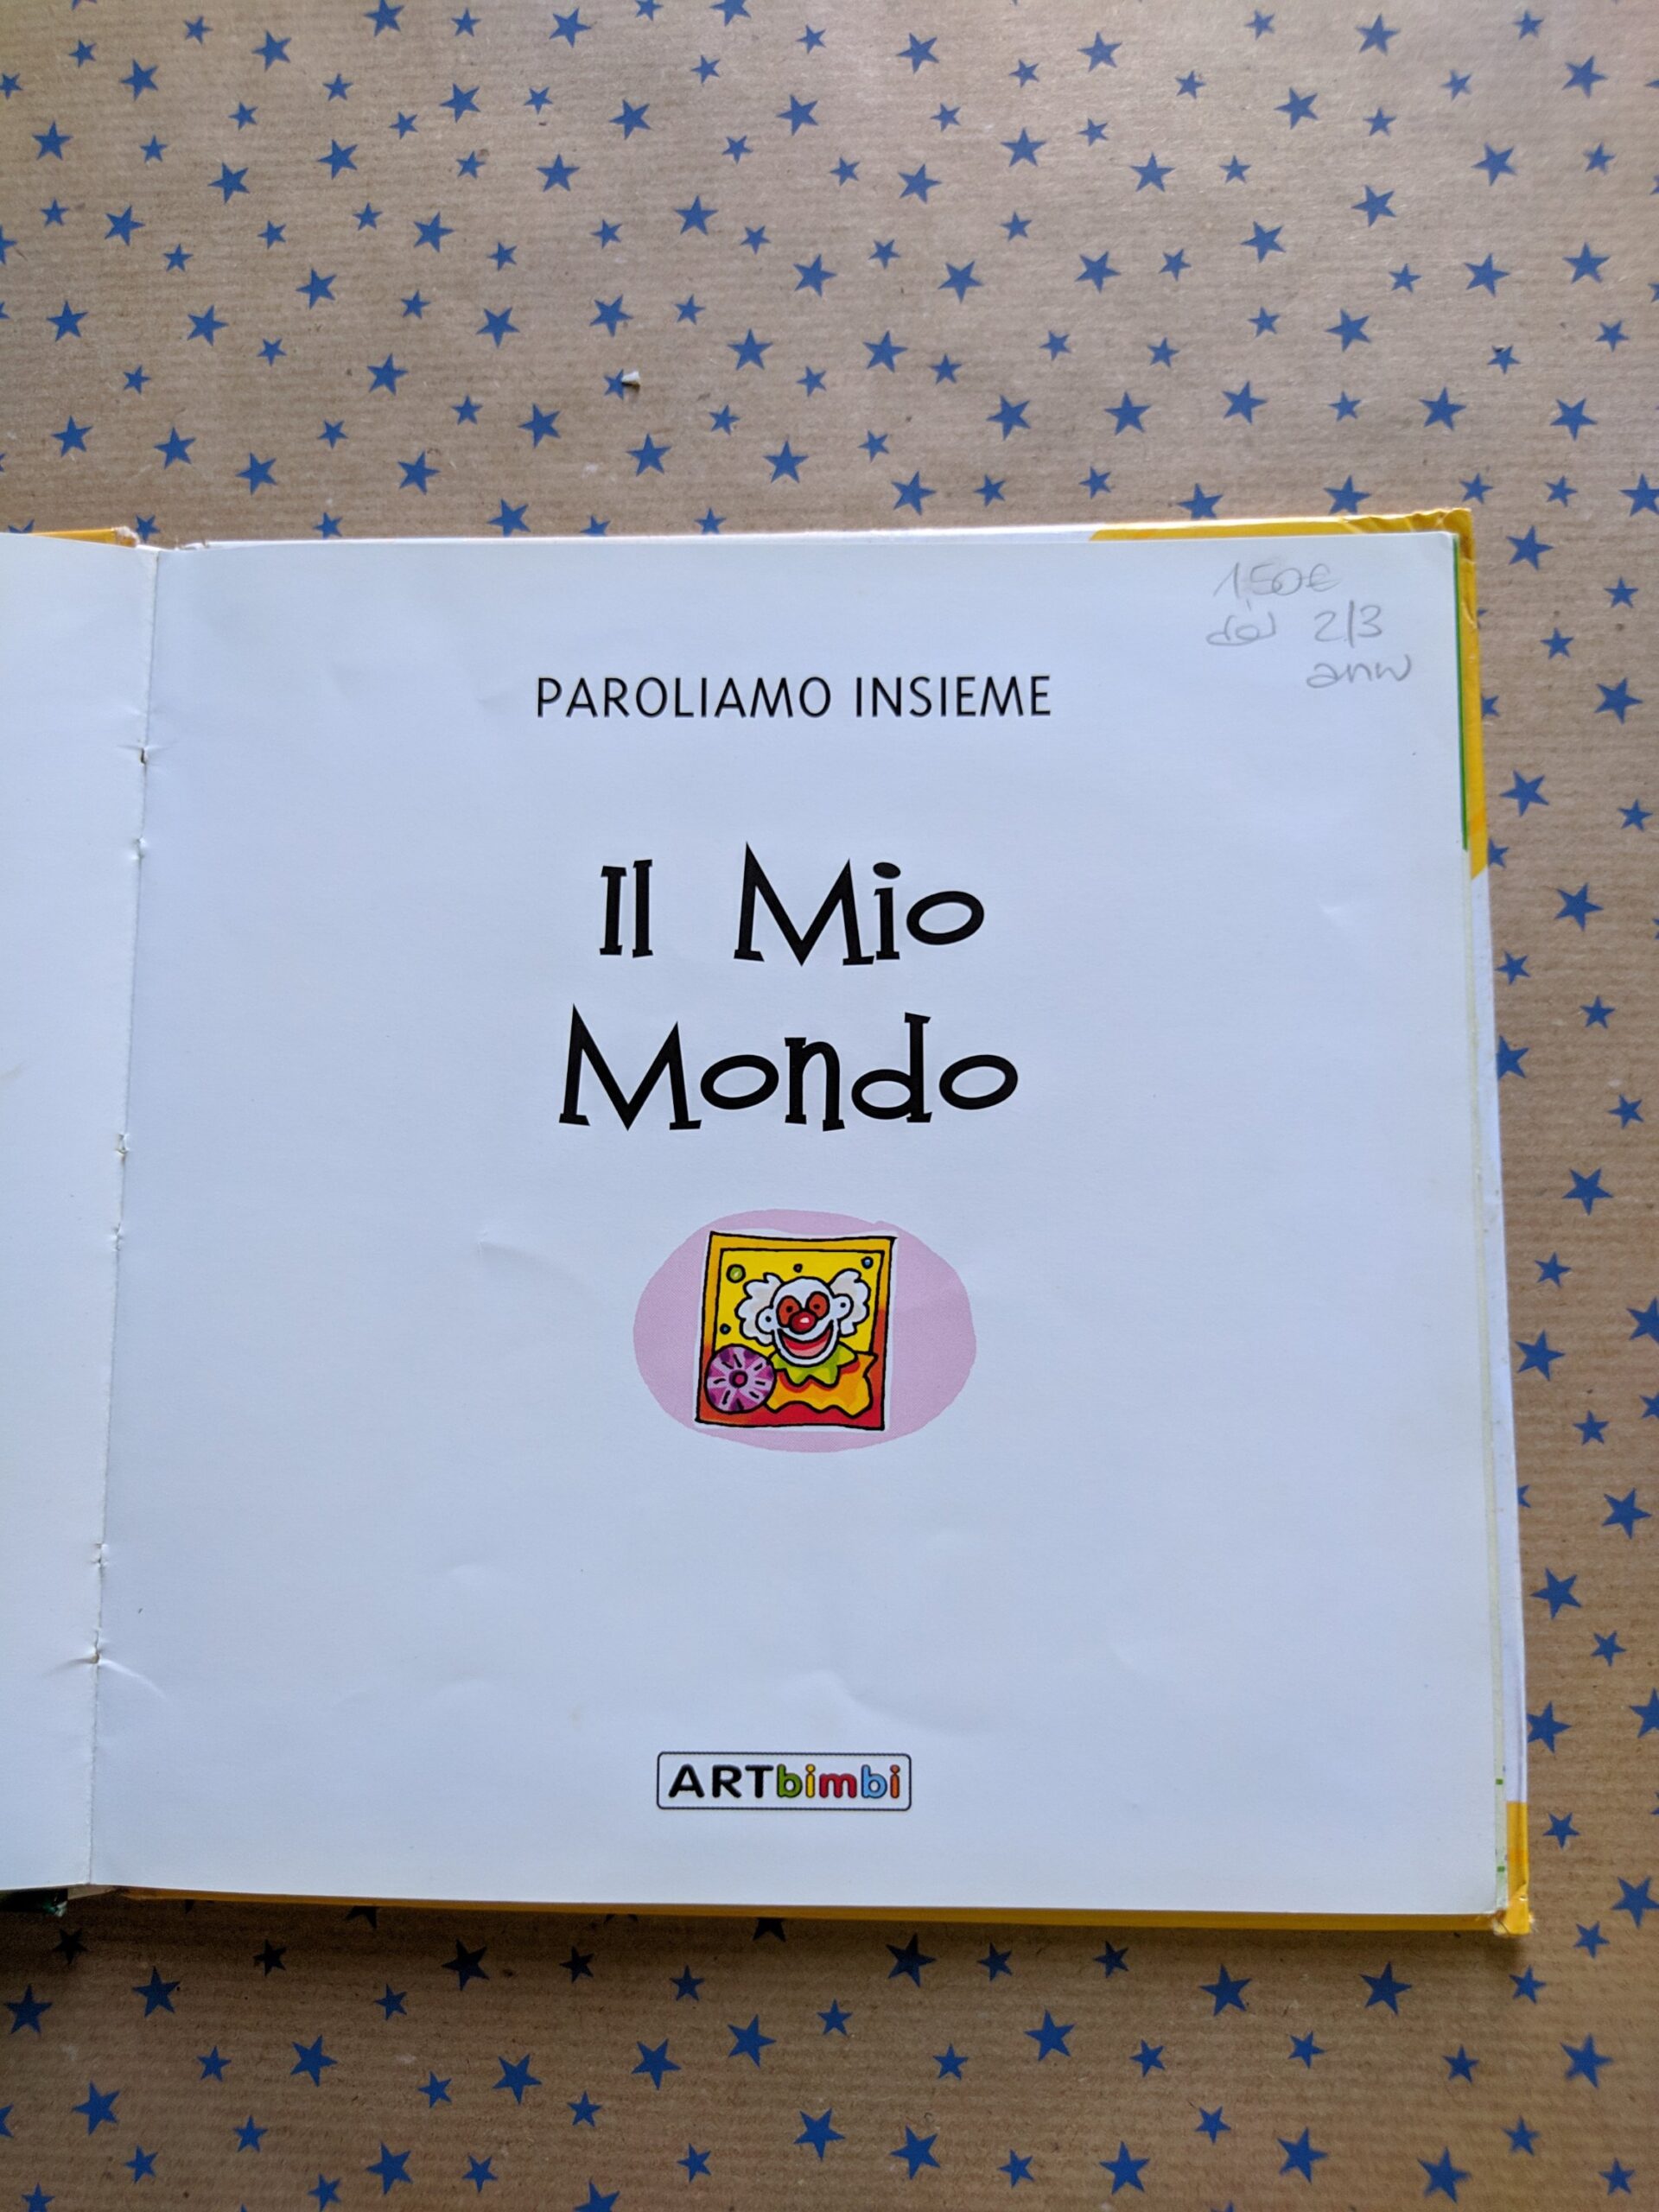 1,50€
dai 2/3
anni
PAROLIAMO INSIEME
Il Mio
Mondo
ARTbimbi